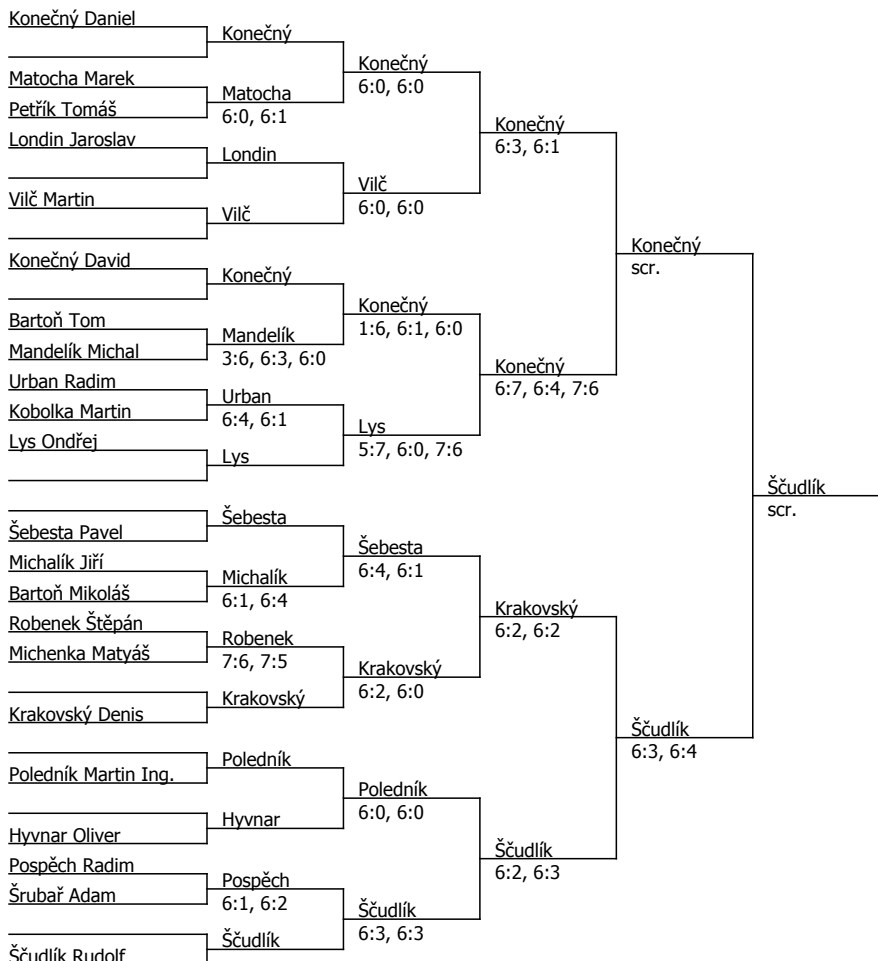 Konečný Daniel
Konečný
Konečný
6:0, 6:0
Matocha Marek
Matocha
6:0, 6:1
Petřík Tomáš
Konečný
6:3, 6:1
Londin Jaroslav
Londin
Vilč
6:0, 6:0
Vilč Martin
Vilč
Konečný
scr.
Konečný David
Konečný
Konečný
1:6, 6:1, 6:0
Bartoň Tom
Mandelík
3:6, 6:3, 6:0
Mandelík Michal
Konečný
6:7, 6:4, 7:6
Urban Radim
Urban
6:4, 6:1
Kobolka Martin
Lys
5:7, 6:0, 7:6
Lys Ondřej
Lys
Ščudlík
scr.
Šebesta
Šebesta Pavel
Šebesta
6:4, 6:1
Michalík Jiří
Michalík
6:1, 6:4
Bartoň Mikoláš
Krakovský
6:2, 6:2
Robenek Štěpán
Robenek
7:6, 7:5
Michenka Matyáš
Krakovský
6:2, 6:0
Krakovský
Krakovský Denis
Ščudlík
6:3, 6:4
Poledník
Poledník Martin Ing.
Poledník
6:0, 6:0
Hyvnar
Hyvnar Oliver
Ščudlík
6:2, 6:3
Pospěch Radim
Pospěch
6:1, 6:2
Šrubař Adam
Ščudlík
6:3, 6:3
Ščudlík
Ščudlík Rudolf